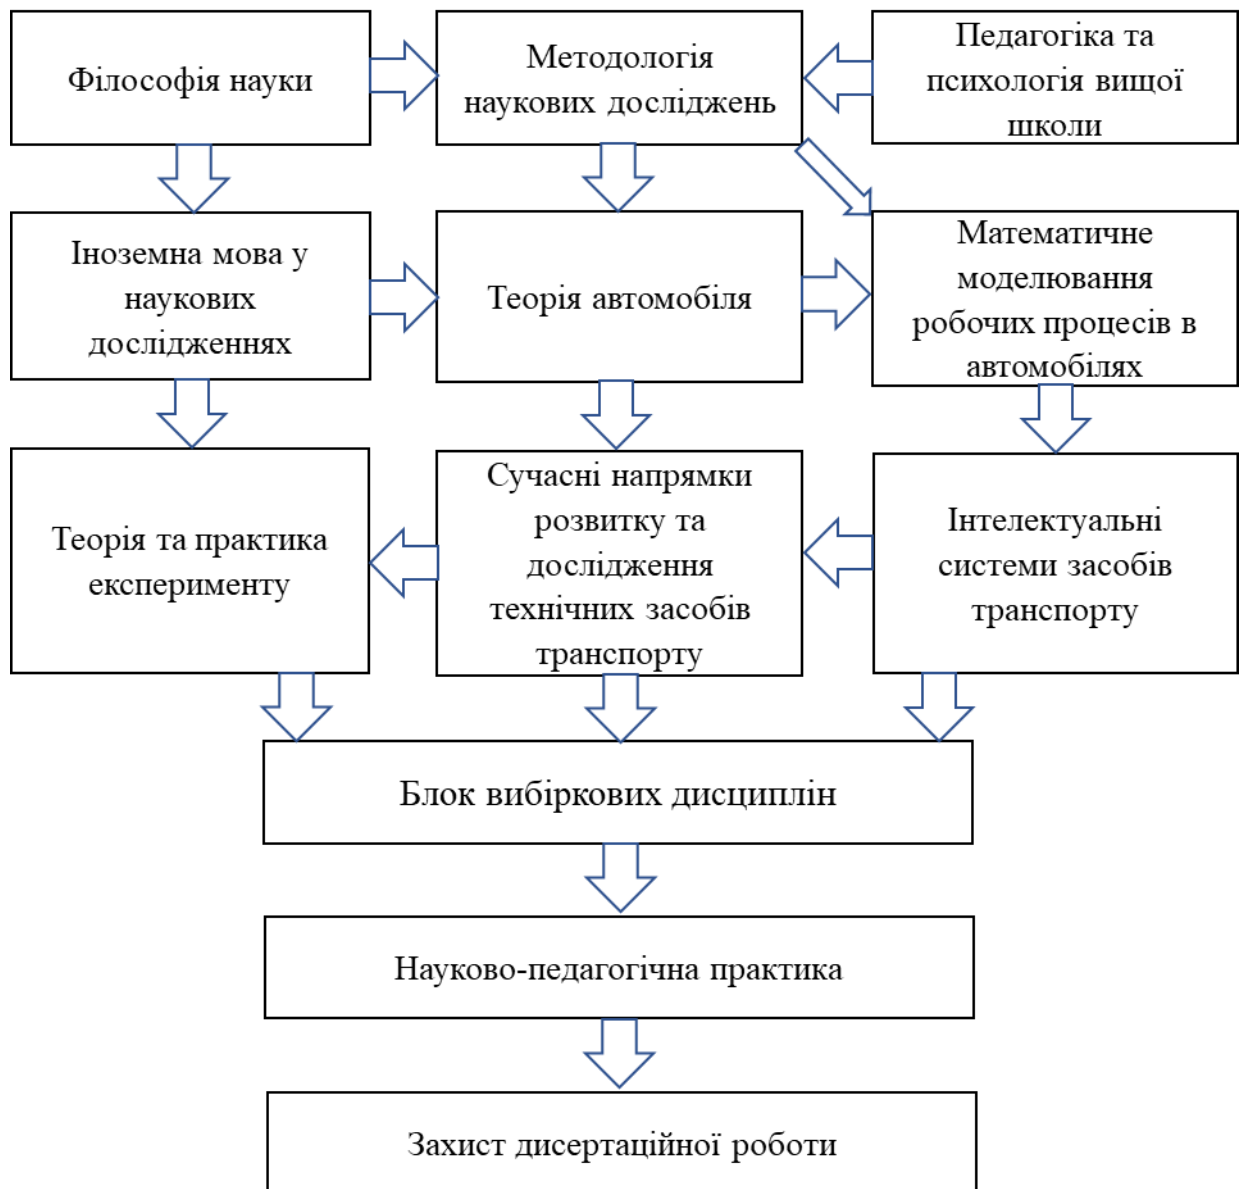 Філософія науки
Методологія
наукових досліджень
Педагогіка та
психологія вищої
школи
Іноземна мова у
наукових
дослідженнях
Теорія автомобіля
Математичне
моделювання
робочих процесів в
автомобілях
Теорія та практика
експерименту
Сучасні напрямки
розвитку та
дослідження
технічних засобів
транспорту
Інтелектуальні
системи засобів
транспорту
Блок вибіркових дисциплін
Науково-педагогічна практика
Захист дисертаційної роботи